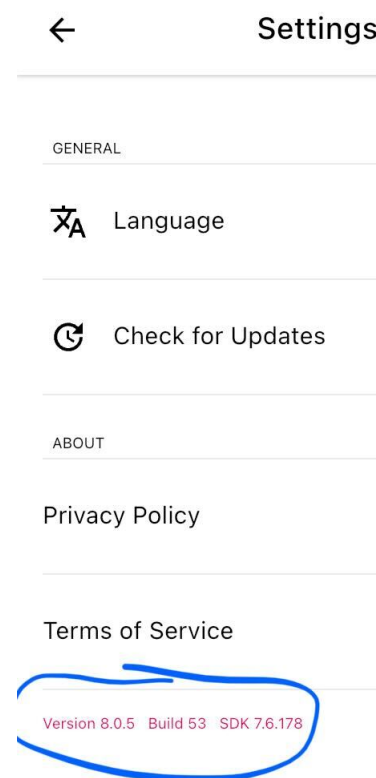 Settings
GENERAL
Language
Check for Updates
ABOUT
Privacy Policy
Terms of Service
Version 8.0.5 Build 53 SDK 7.6.178